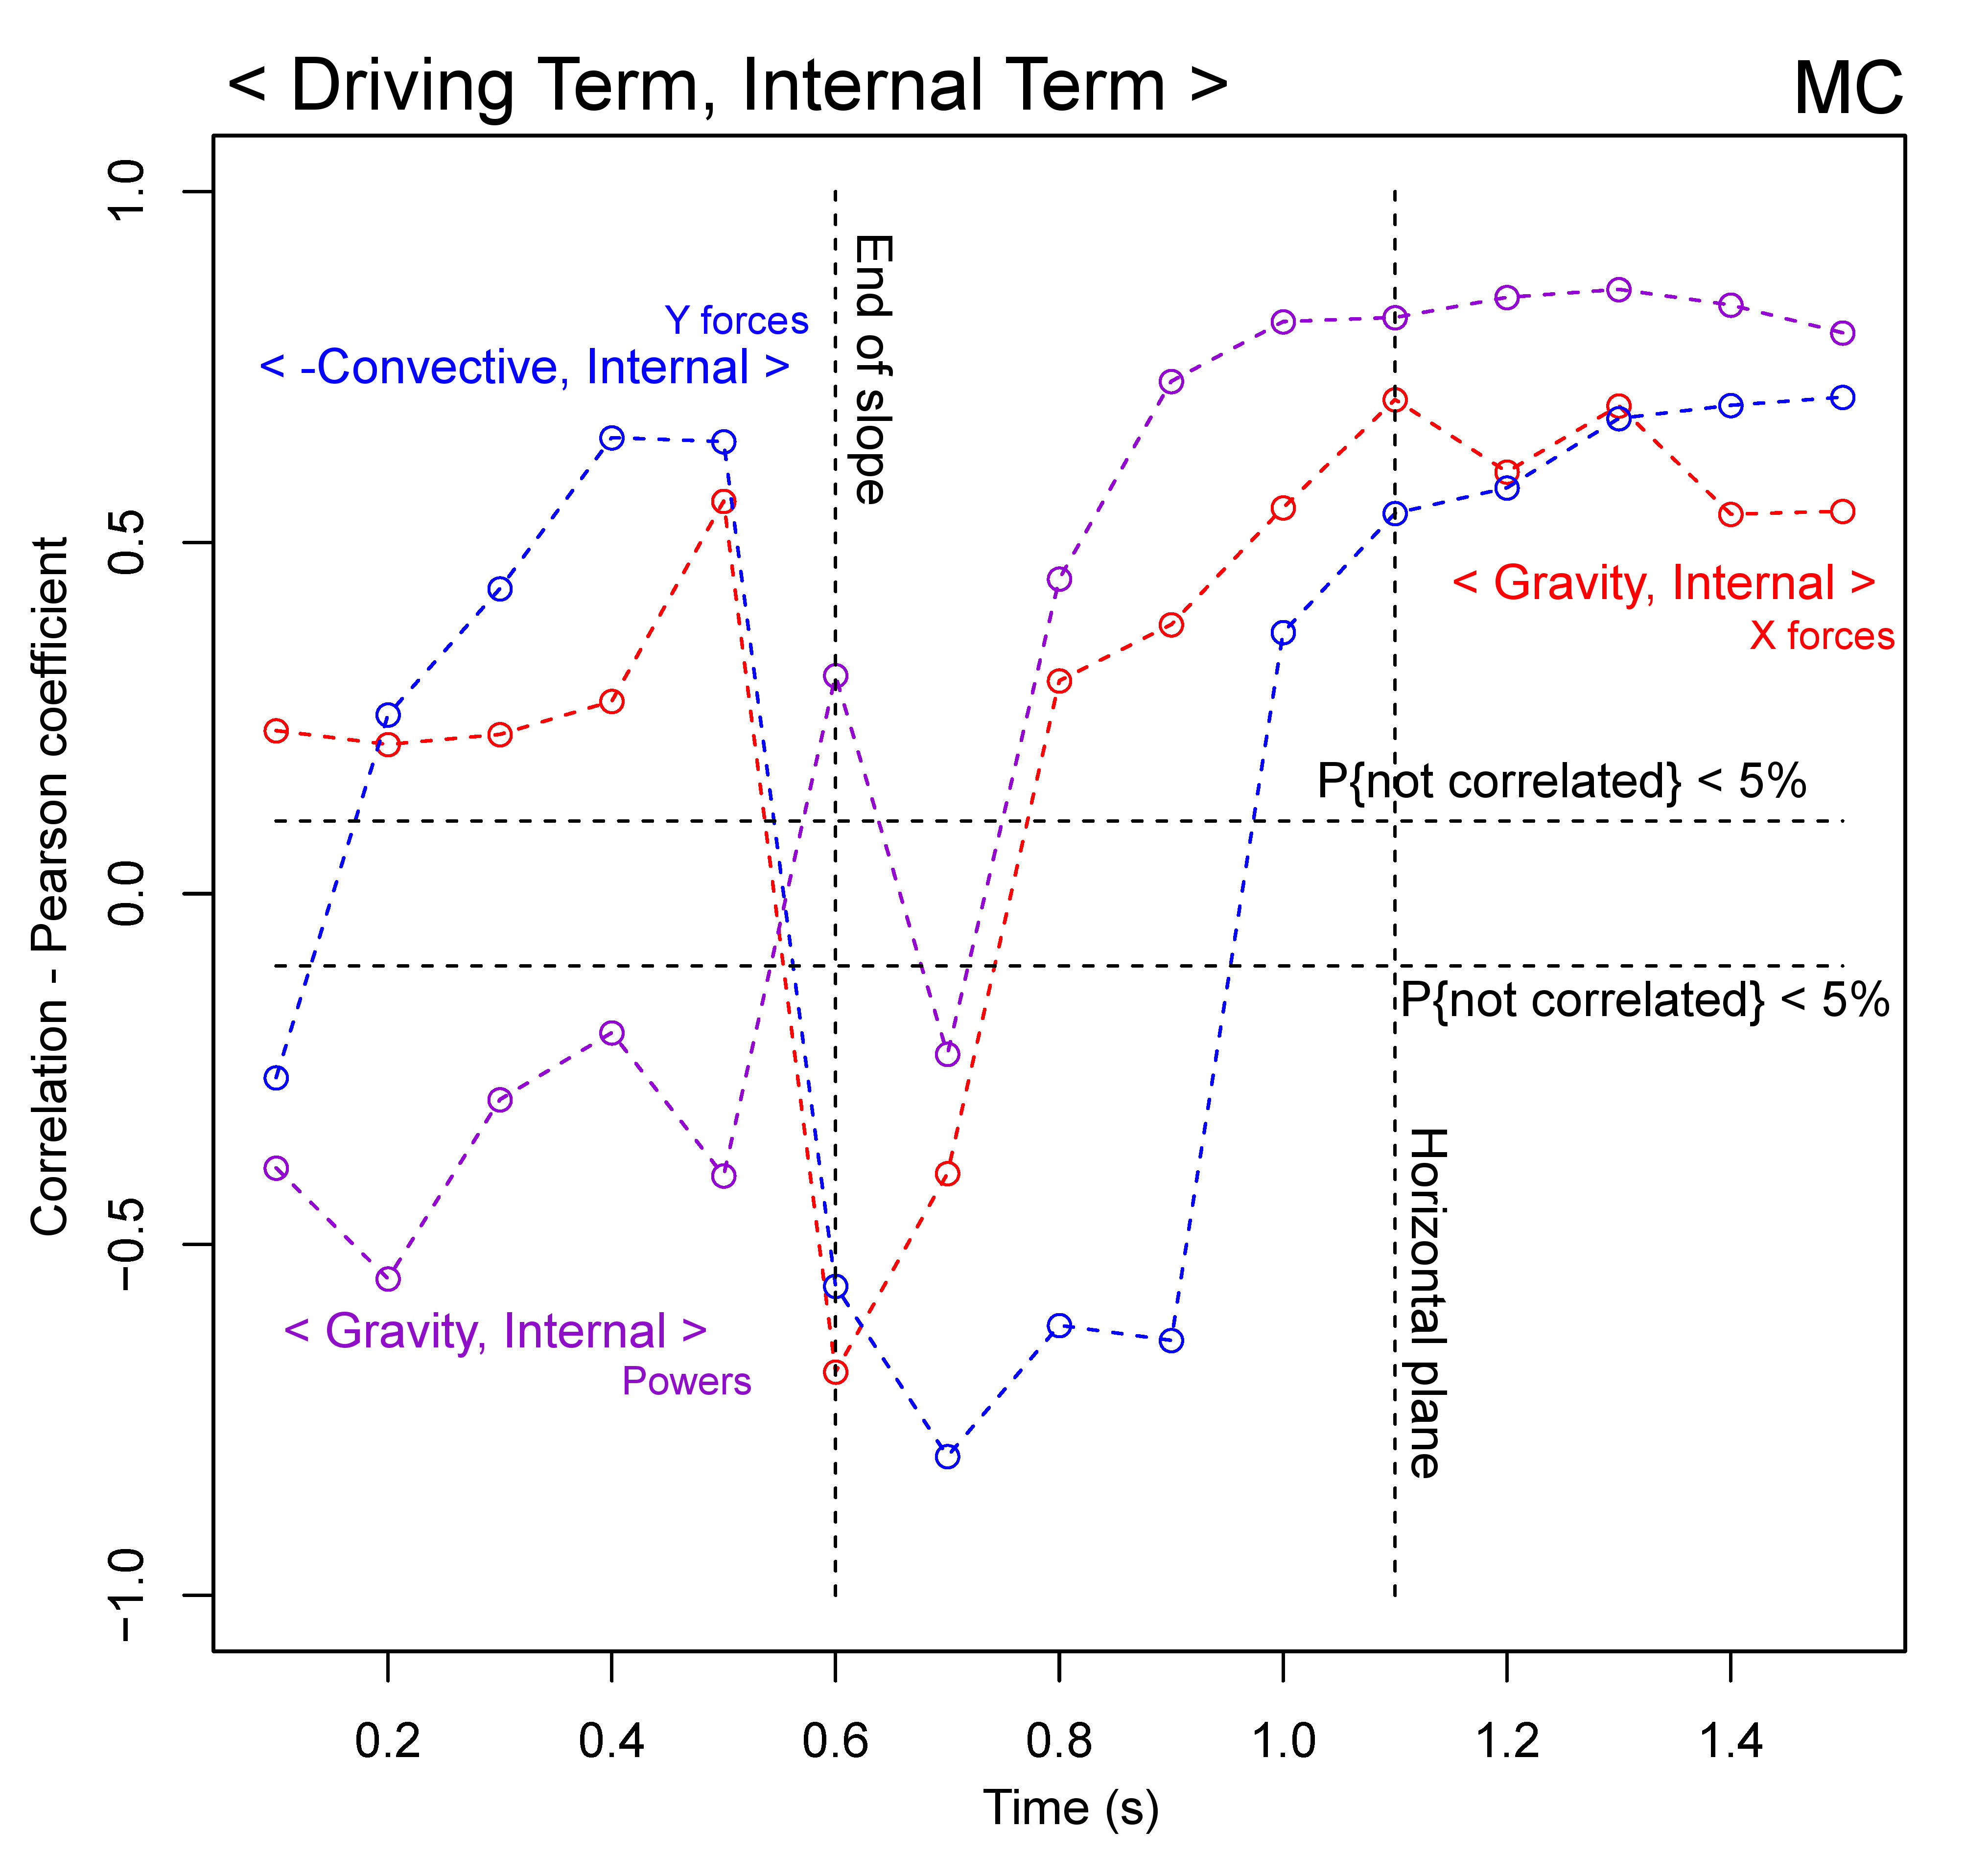 < Driving Term, Internal Term >
MC
Correlation - Pearson coefficient
1.0
0.5
0.0
−0.5
−1.0
Y forces
< -Convective, Internal >
End of slope
< Gravity, Internal >
X forces
P{not correlated} < 5%
P{not correlated} < 5%
Horizontal plane
< Gravity, Internal >
Powers
0.2
0.4
0.6
0.8
1.0
1.2
1.4
Time (s)